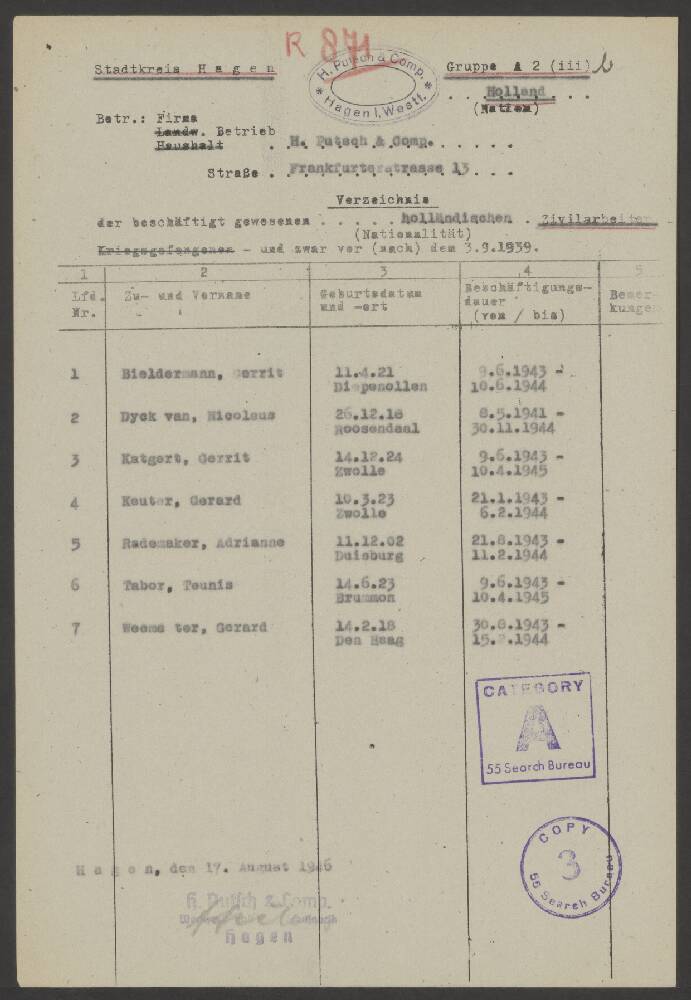 R 871
Stadtkreis Hagen
H. Putsch & Comp.
* Hagen i. Westf. *
Gruppe A 2 (iii) b
Holland
(Nation)
Betr.: Firma
Landw. Betrieb
Haushalt . . H. Putsch & Comp. . . . . . .
Straße . . Frankfurterstrasse 13 . . .
Verzeichnis
der beschäftigt gewesenen . . . . . holländischen . Zivilarbeiter
(Nationalität)
Kriegsgefangenen - und zwar vor (nach) dem 3.9.1939.
1 2 3 4 5
Lfd. Nr. Zu- und Vorname Geburtsdatum und -ort Beschäftigungsdauer (von / bis) Bemerkungen
1 Bieldermann, Gerrit 11.4.21 9.6.1943 -
Diepenollen 10.6.1944
2 Dyck van, Nicolaus 26.12.18 8.5.1941 -
Roosendaal 30.11.1944
3 Katgert, Gerrit 14.12.24 9.6.1943 -
Zwolle 10.4.1945
4 Keuter, Gerard 10.3.23 21.1.1943 -
Zwolle 6.2.1944
5 Rademaker, Adrianne 11.12.02 21.8.1943 -
Duisburg 11.2.1944
6 Tabor, Teunis 14.6.23 9.6.1943 -
Brummon 10.4.1945
7 Weems ter, Gerard 14.2.18 30.8.1943 -
Den Haag
CATEGORY
A
55 Search Bureau
COPY
3
55 Search Bureau
Hagen, den 17. August 1946
H. Putsch & Comp.
Hagen